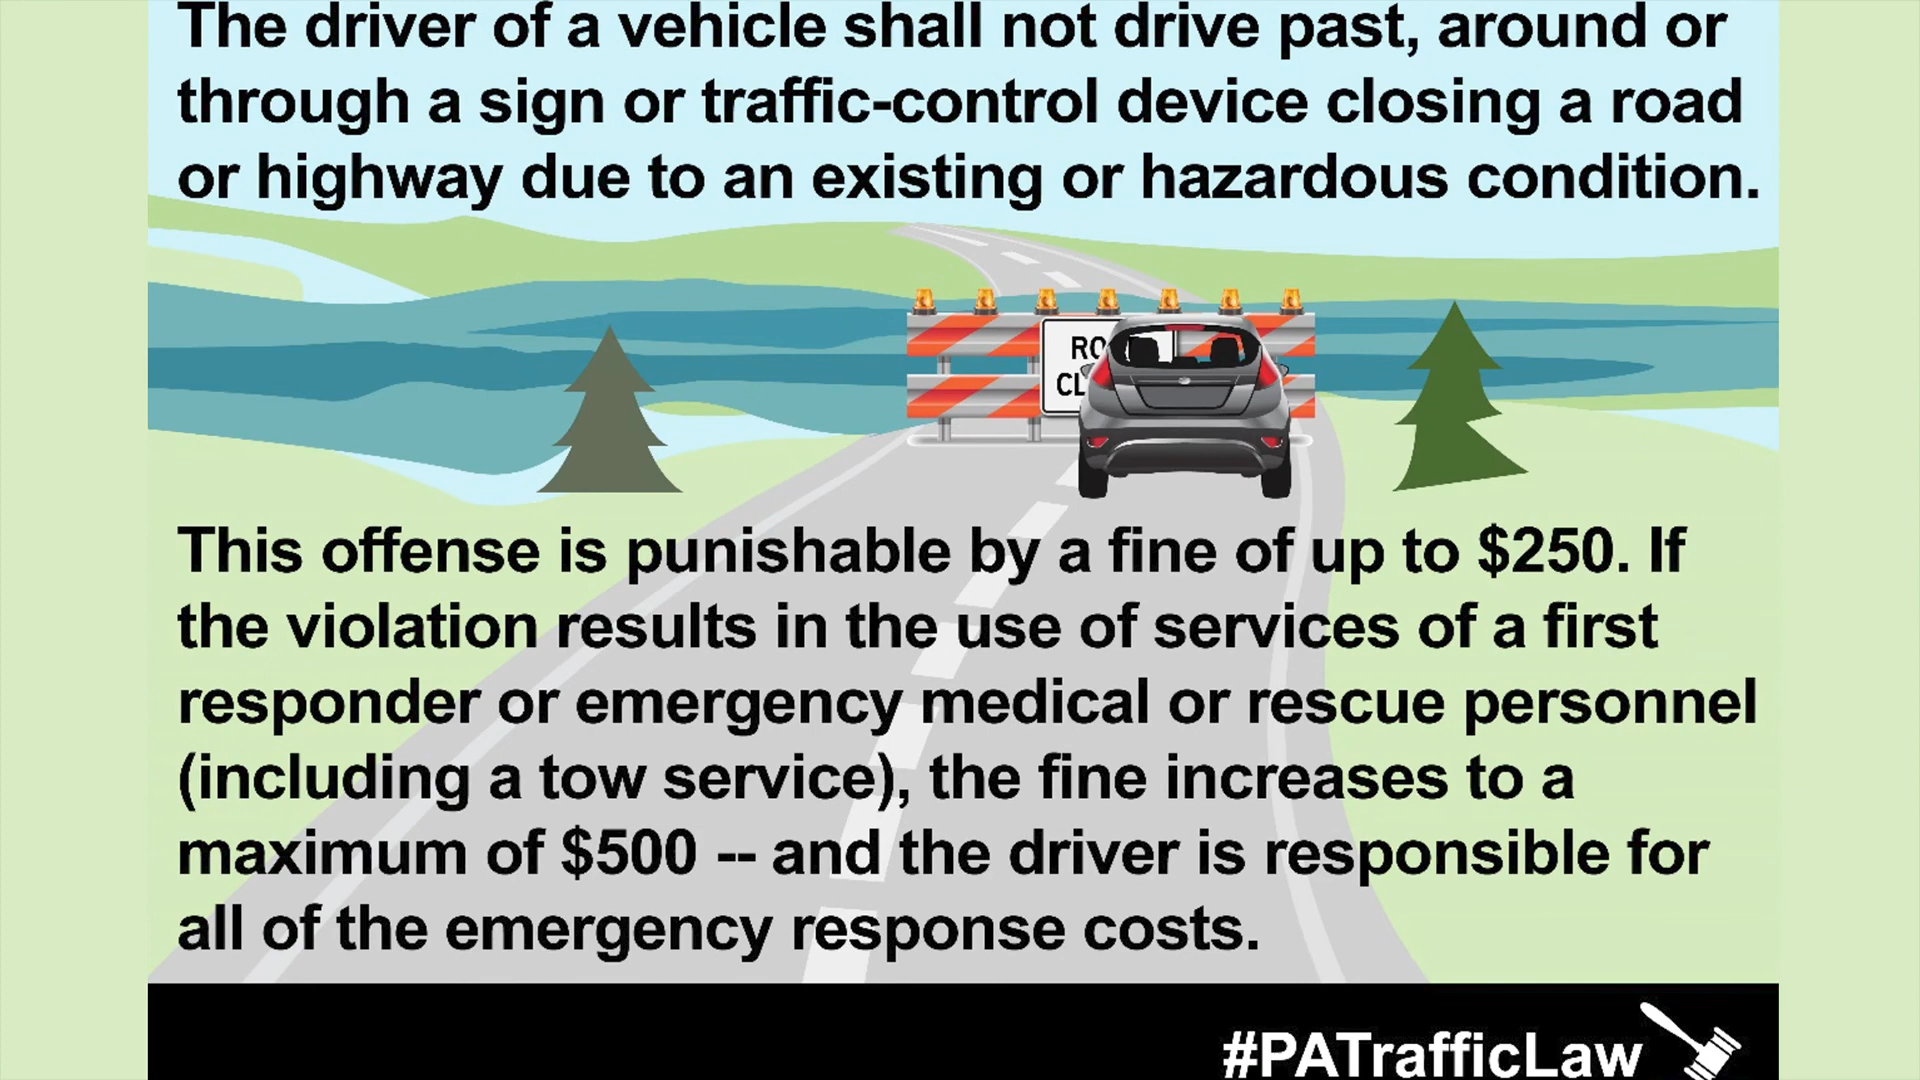 The driver of a vehicle shall not drive past, around or
through a sign or traffic-control device closing a road
or highway due to an existing or hazardous condition.
RO
CL
This offense is punishable by a fine of up to $250. If
the violation results in the use of services of a first
responder or emergency medical or rescue personnel
(including a tow service), the fine increases to a
maximum of $500 -- and the driver is responsible for
all of the emergency response costs.
#PATrafficLaw